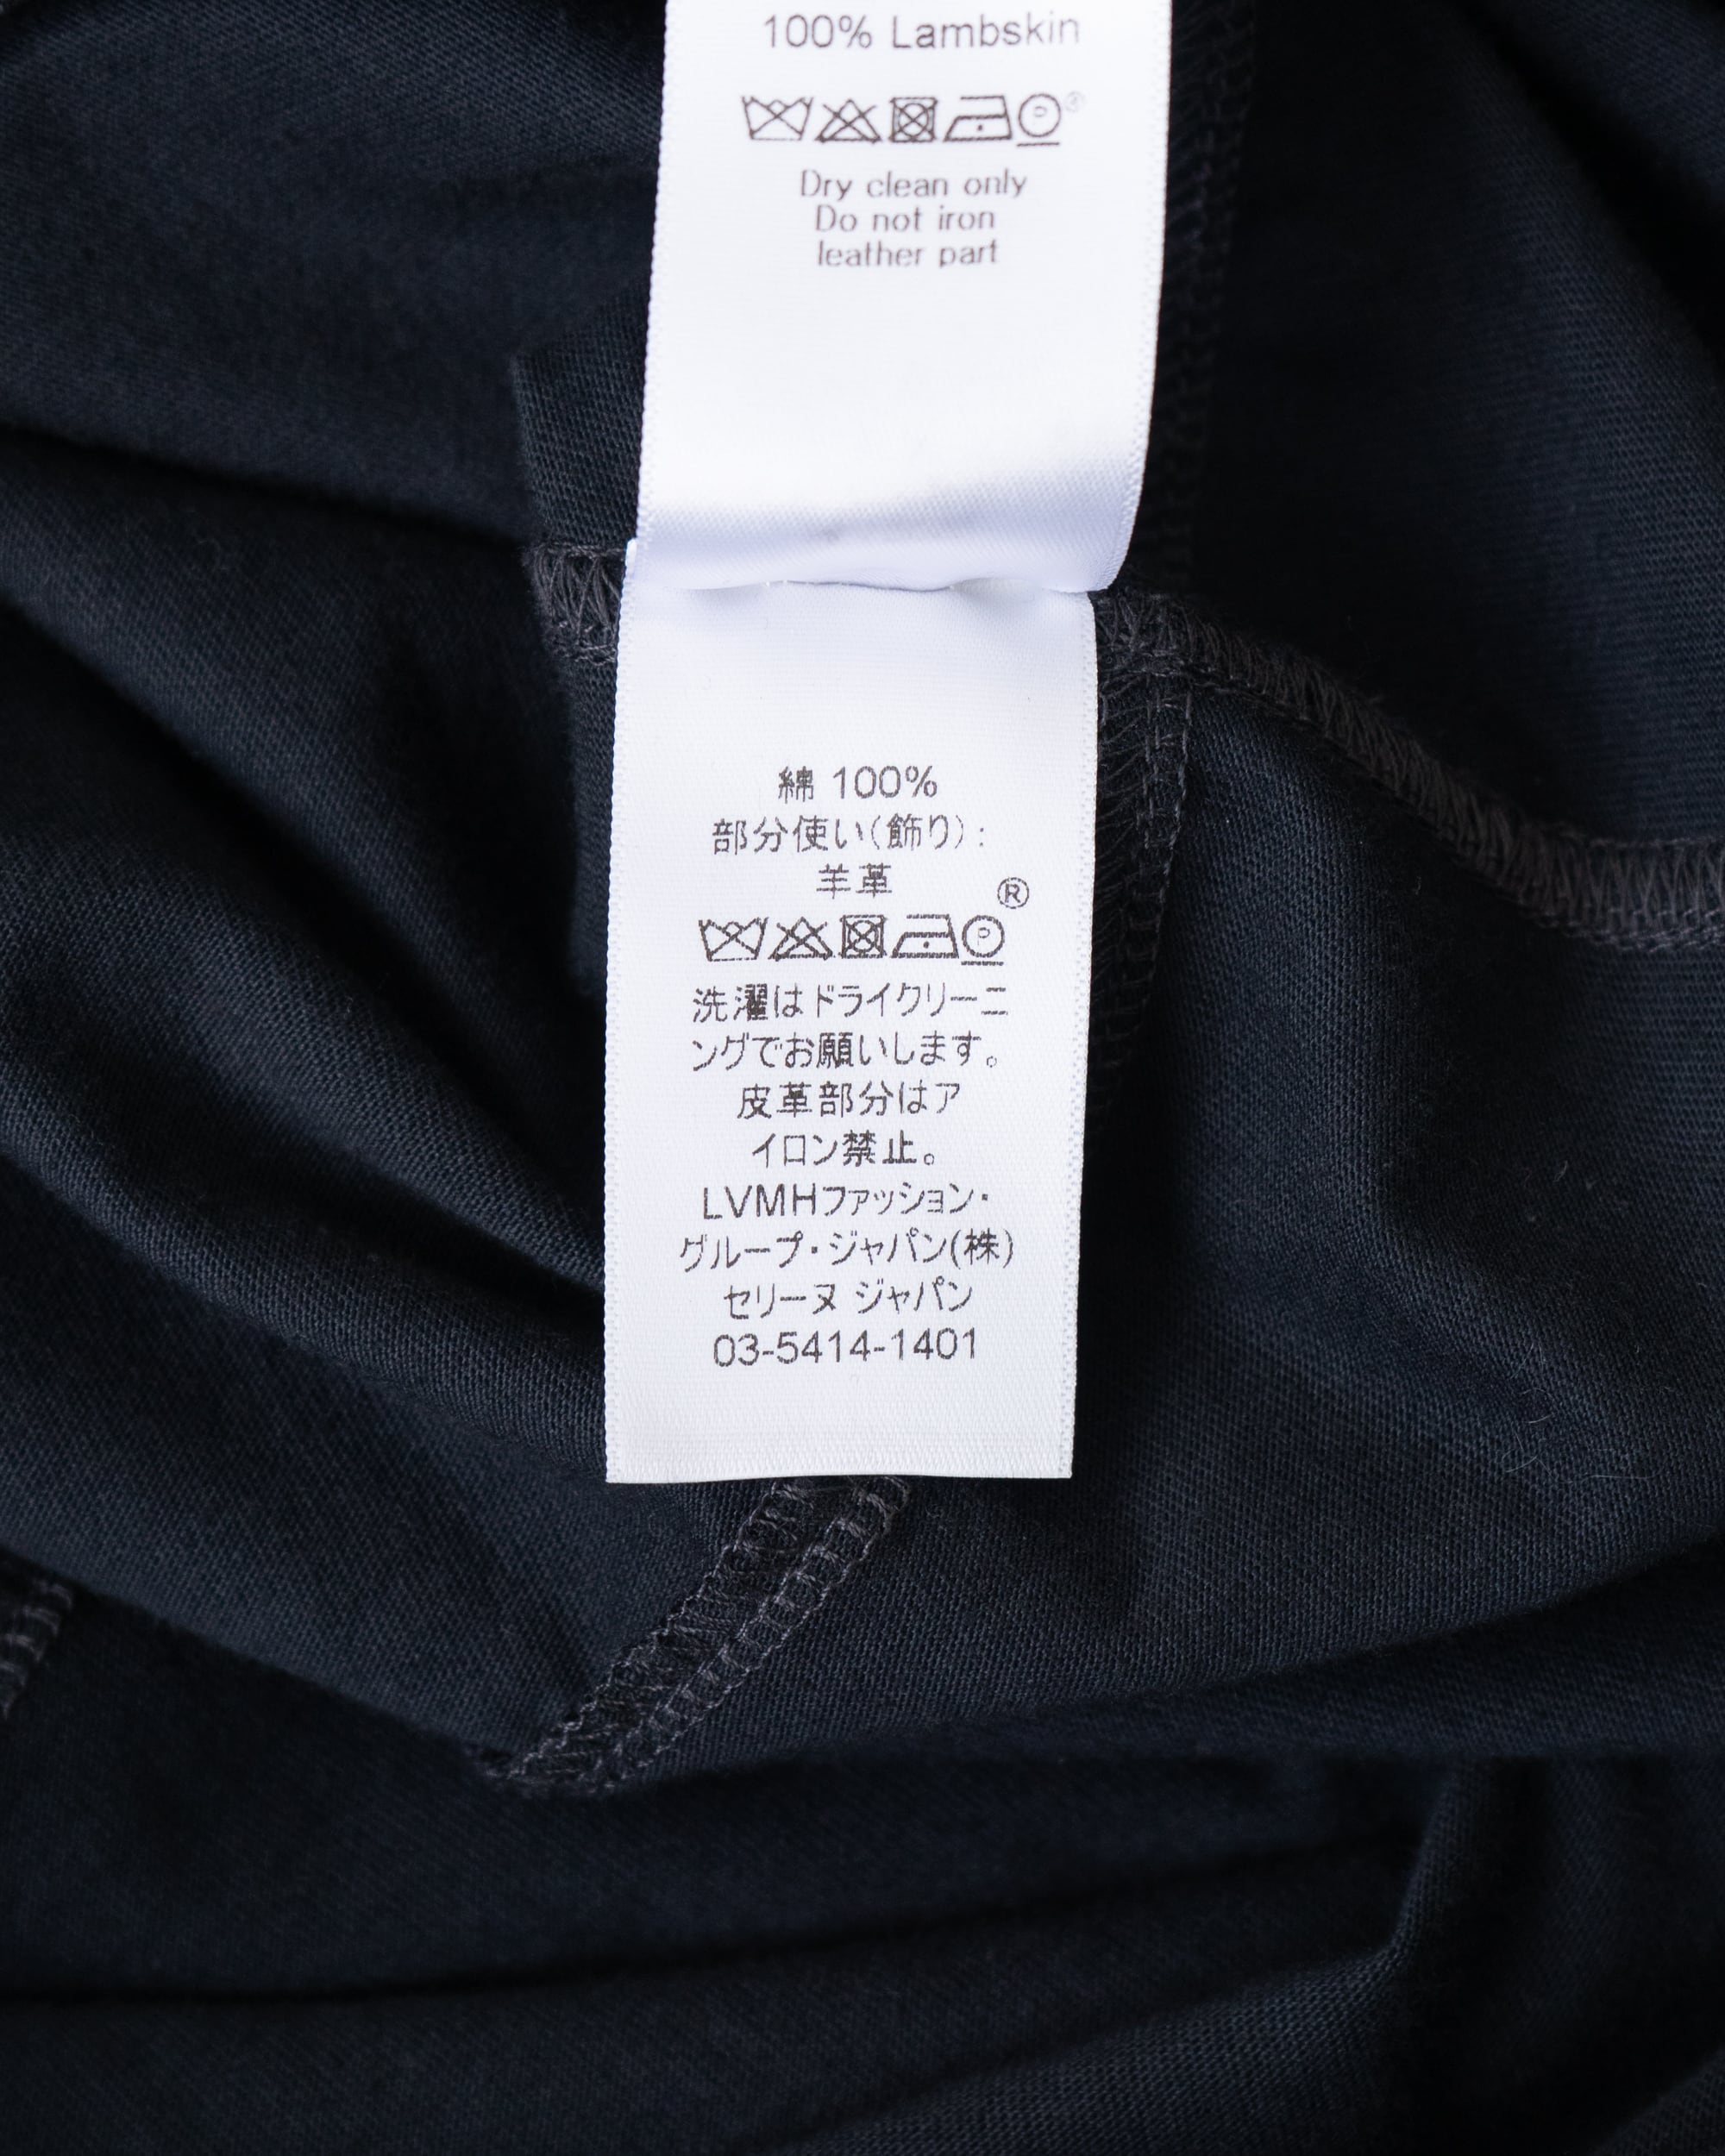 100% Lambskin
P®
Dry clean only
Do not iron
leather part
綿 100%
部分使い(飾り):
羊革
P®
洗濯はドライクリーニ
ングでお願いします。
皮革部分はア
イロン禁止。
LVMHファッション・
グループ・ジャパン(株)
セリーヌ ジャパン
03-5414-1401